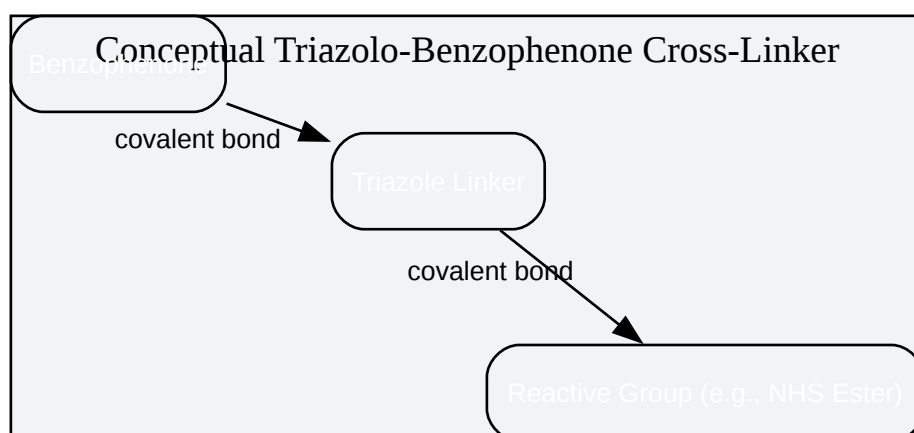 Conceptual Triazolo-Benzophenone Cross-Linker
Benzophenone
covalent bond
Triazole Linker
covalent bond
Reactive Group (e.g., NHS Ester)